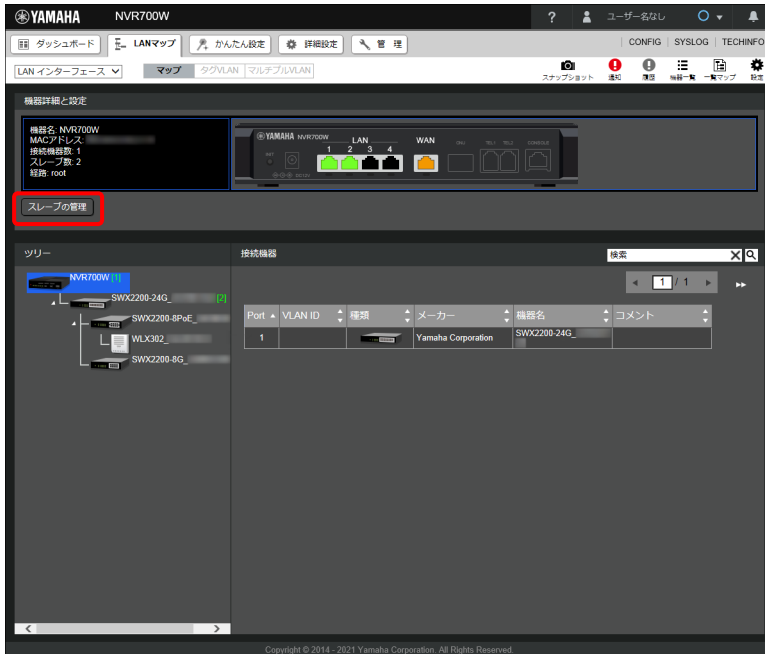 YAMAHA NVR700W ? ユーザー名なし
ダッシュボード LANマップ かんたん設定 詳細設定 管 理 CONFIG SYSLOG TECHINFO
LAN インターフェース マップ タグVLAN マルチプルVLAN スナップショット 通知 履歴 機器一覧 一覧マップ 設定
機器詳細と設定
機器名: NVR700W
MACアドレス:
接続機器数: 1
スレーブ数: 2
経路: root
YAMAHA NVR700W LAN WAN ONU TEL1 TEL2 CONSOLE
1 2 3 4
DC12V
スレーブの管理
ツリー
NVR700W [1]
SWX2200-24G_ [2]
SWX2200-8PoE_
WLX302_
SWX2200-8G_
接続機器 検索
1 / 1
Port VLAN ID 種類 メーカー 機器名 コメント
1 Yamaha Corporation SWX2200-24G_
Copyright © 2014 - 2021 Yamaha Corporation. All Rights Reserved.